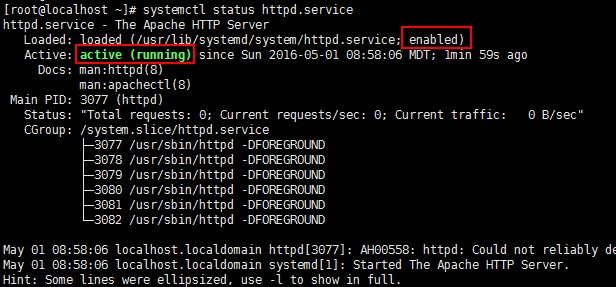 [root@localhost ~]# systemctl status httpd.service
httpd.service - The Apache HTTP Server
Loaded: loaded (/usr/lib/systemd/system/httpd.service; enabled)
Active: active (running) since Sun 2016-05-01 08:58:06 MDT; 1min 59s ago
Docs: man:httpd(8)
man:apachectl(8)
Main PID: 3077 (httpd)
Status: "Total requests: 0; Current requests/sec: 0; Current traffic:   0 B/sec"
CGroup: /system.slice/httpd.service
├─3077 /usr/sbin/httpd -DFOREGROUND
├─3078 /usr/sbin/httpd -DFOREGROUND
├─3079 /usr/sbin/httpd -DFOREGROUND
├─3080 /usr/sbin/httpd -DFOREGROUND
├─3081 /usr/sbin/httpd -DFOREGROUND
└─3082 /usr/sbin/httpd -DFOREGROUND
May 01 08:58:06 localhost.localdomain httpd[3077]: AH00558: httpd: Could not reliably de
May 01 08:58:06 localhost.localdomain systemd[1]: Started The Apache HTTP Server.
Hint: Some lines were ellipsized, use -l to show in full.